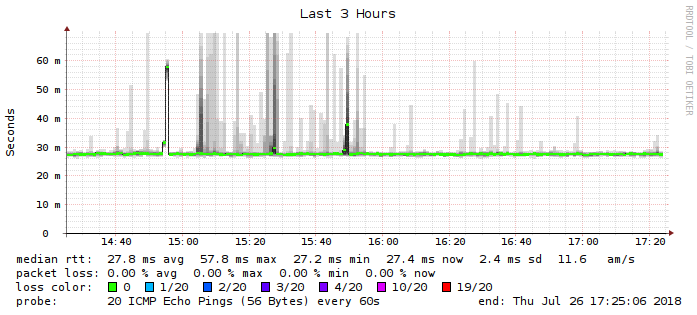 Last 3 Hours
RRDTOOL / TOBI OETIKER
Seconds
60 m
50 m
40 m
30 m
20 m
10 m
0
14:40 15:00 15:20 15:40 16:00 16:20 16:40 17:00 17:20
median rtt: 27.8 ms avg 57.8 ms max 27.2 ms min 27.4 ms now 2.4 ms sd 11.6 am/s
packet loss: 0.00 % avg 0.00 % max 0.00 % min 0.00 % now
loss color: 0 1/20 2/20 3/20 4/20 10/20 19/20
probe: 20 ICMP Echo Pings (56 Bytes) every 60s end: Thu Jul 26 17:25:06 2018